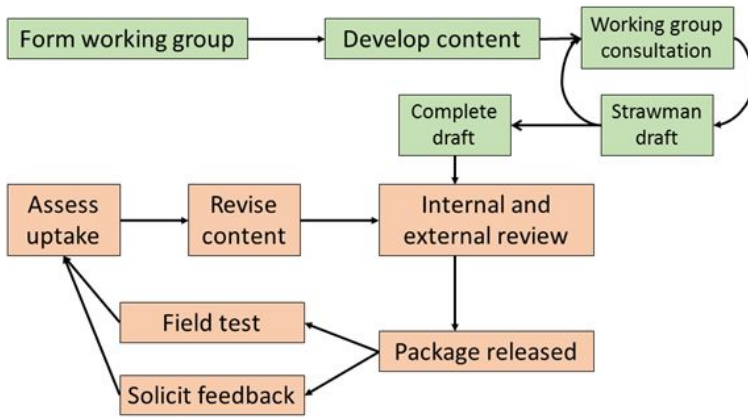 Form working group
Develop content
Working group
consultation
Complete
draft
Strawman
draft
Assess
uptake
Revise
content
Internal and
external review
Field test
Package released
Solicit feedback